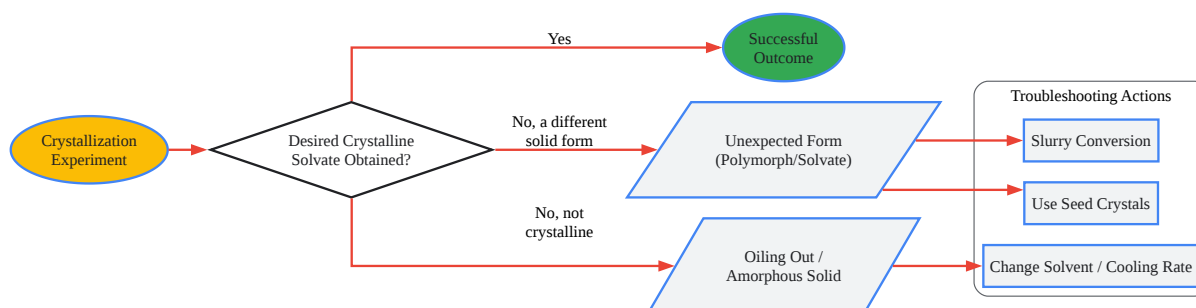 Yes
Successful
Outcome
Troubleshooting Actions
Crystallization
Experiment
Desired Crystalline
Solvate Obtained?
No, a different
solid form
Unexpected Form
(Polymorph/Solvate)
Slurry Conversion
Use Seed Crystals
No, not
crystalline
Oiling Out /
Amorphous Solid
Change Solvent / Cooling Rate